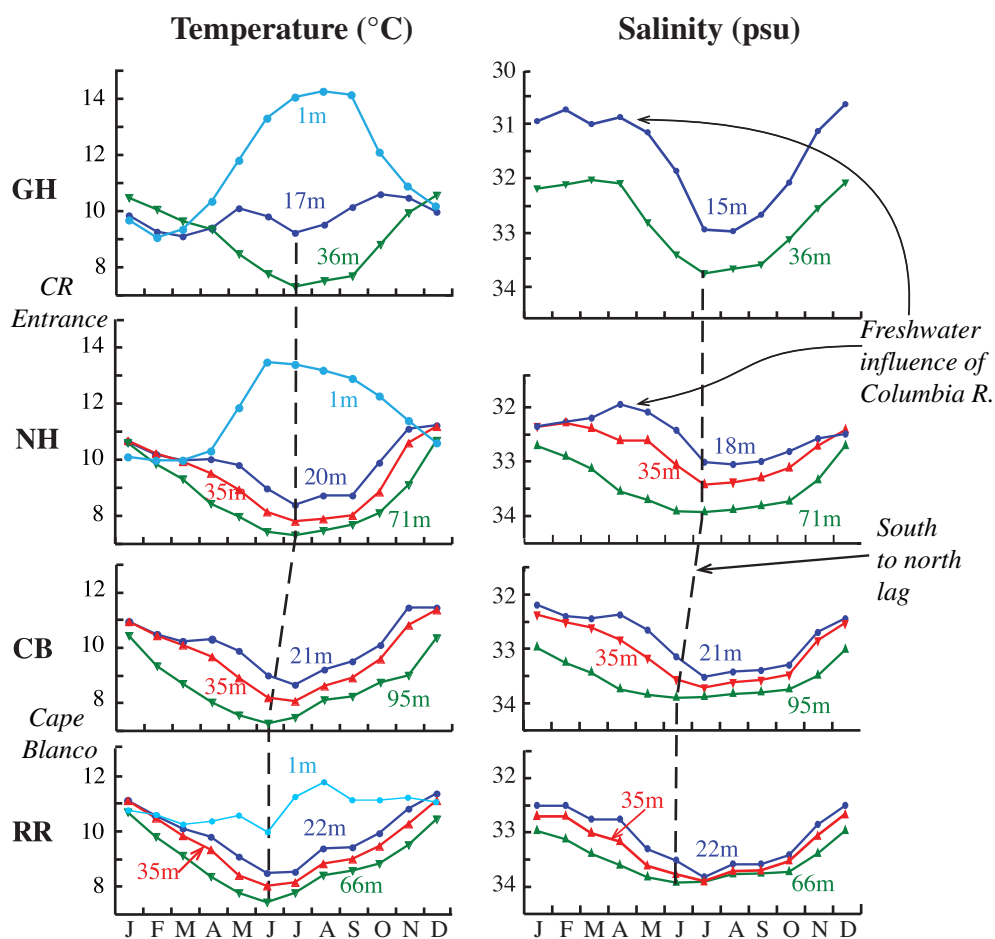 Temperature (°C)
Salinity (psu)
GH
14
12
10
8
1m
17m
36m
30
31
32
33
34
15m
36m
CR
Entrance
Freshwater
influence of
Columbia R.
NH
14
12
10
8
1m
20m
35m
71m
32
33
34
18m
35m
71m
South
to north
lag
CB
12
10
8
21m
35m
95m
32
33
34
21m
35m
95m
Cape
Blanco
RR
12
10
8
1m
22m
35m
66m
32
33
34
35m
22m
66m
J F M A M J J A S O N D
J F M A M J J A S O N D